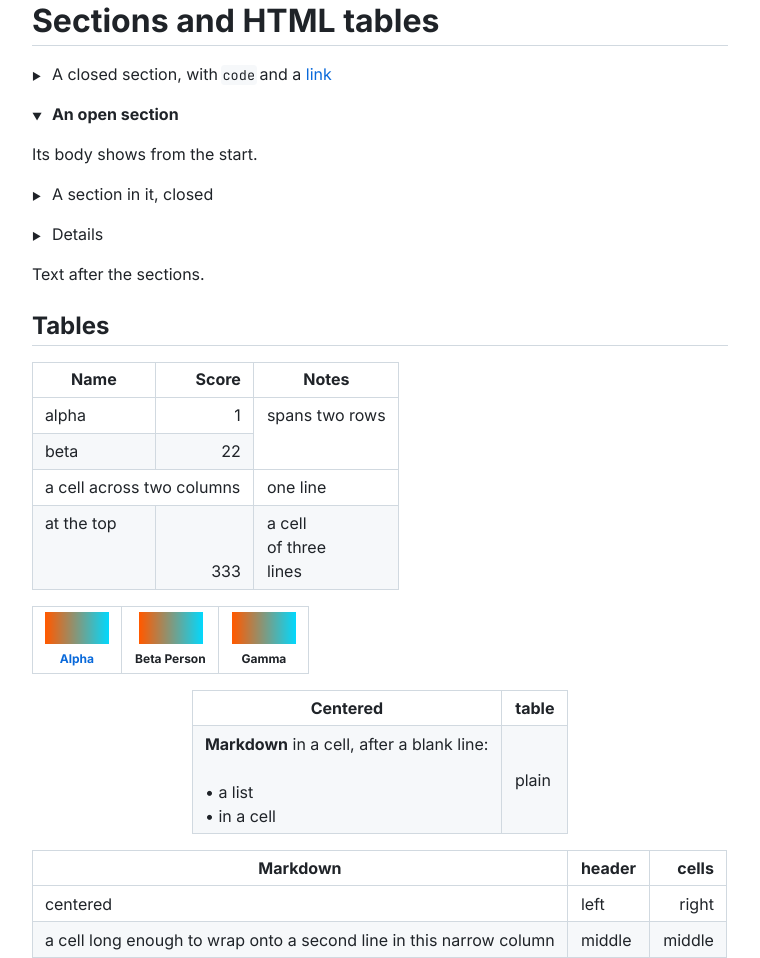 Sections and HTML tables
A closed section, with code and a link
An open section
Its body shows from the start.
A section in it, closed
Details
Text after the sections.
Tables
Name Score Notes
alpha 1 spans two rows
beta 22
a cell across two columns one line
at the top a cell
of three
333 lines
Alpha Beta Person Gamma
Centered table
Markdown in a cell, after a blank line:
plain
• a list
• in a cell
Markdown header cells
centered left right
a cell long enough to wrap onto a second line in this narrow column middle middle